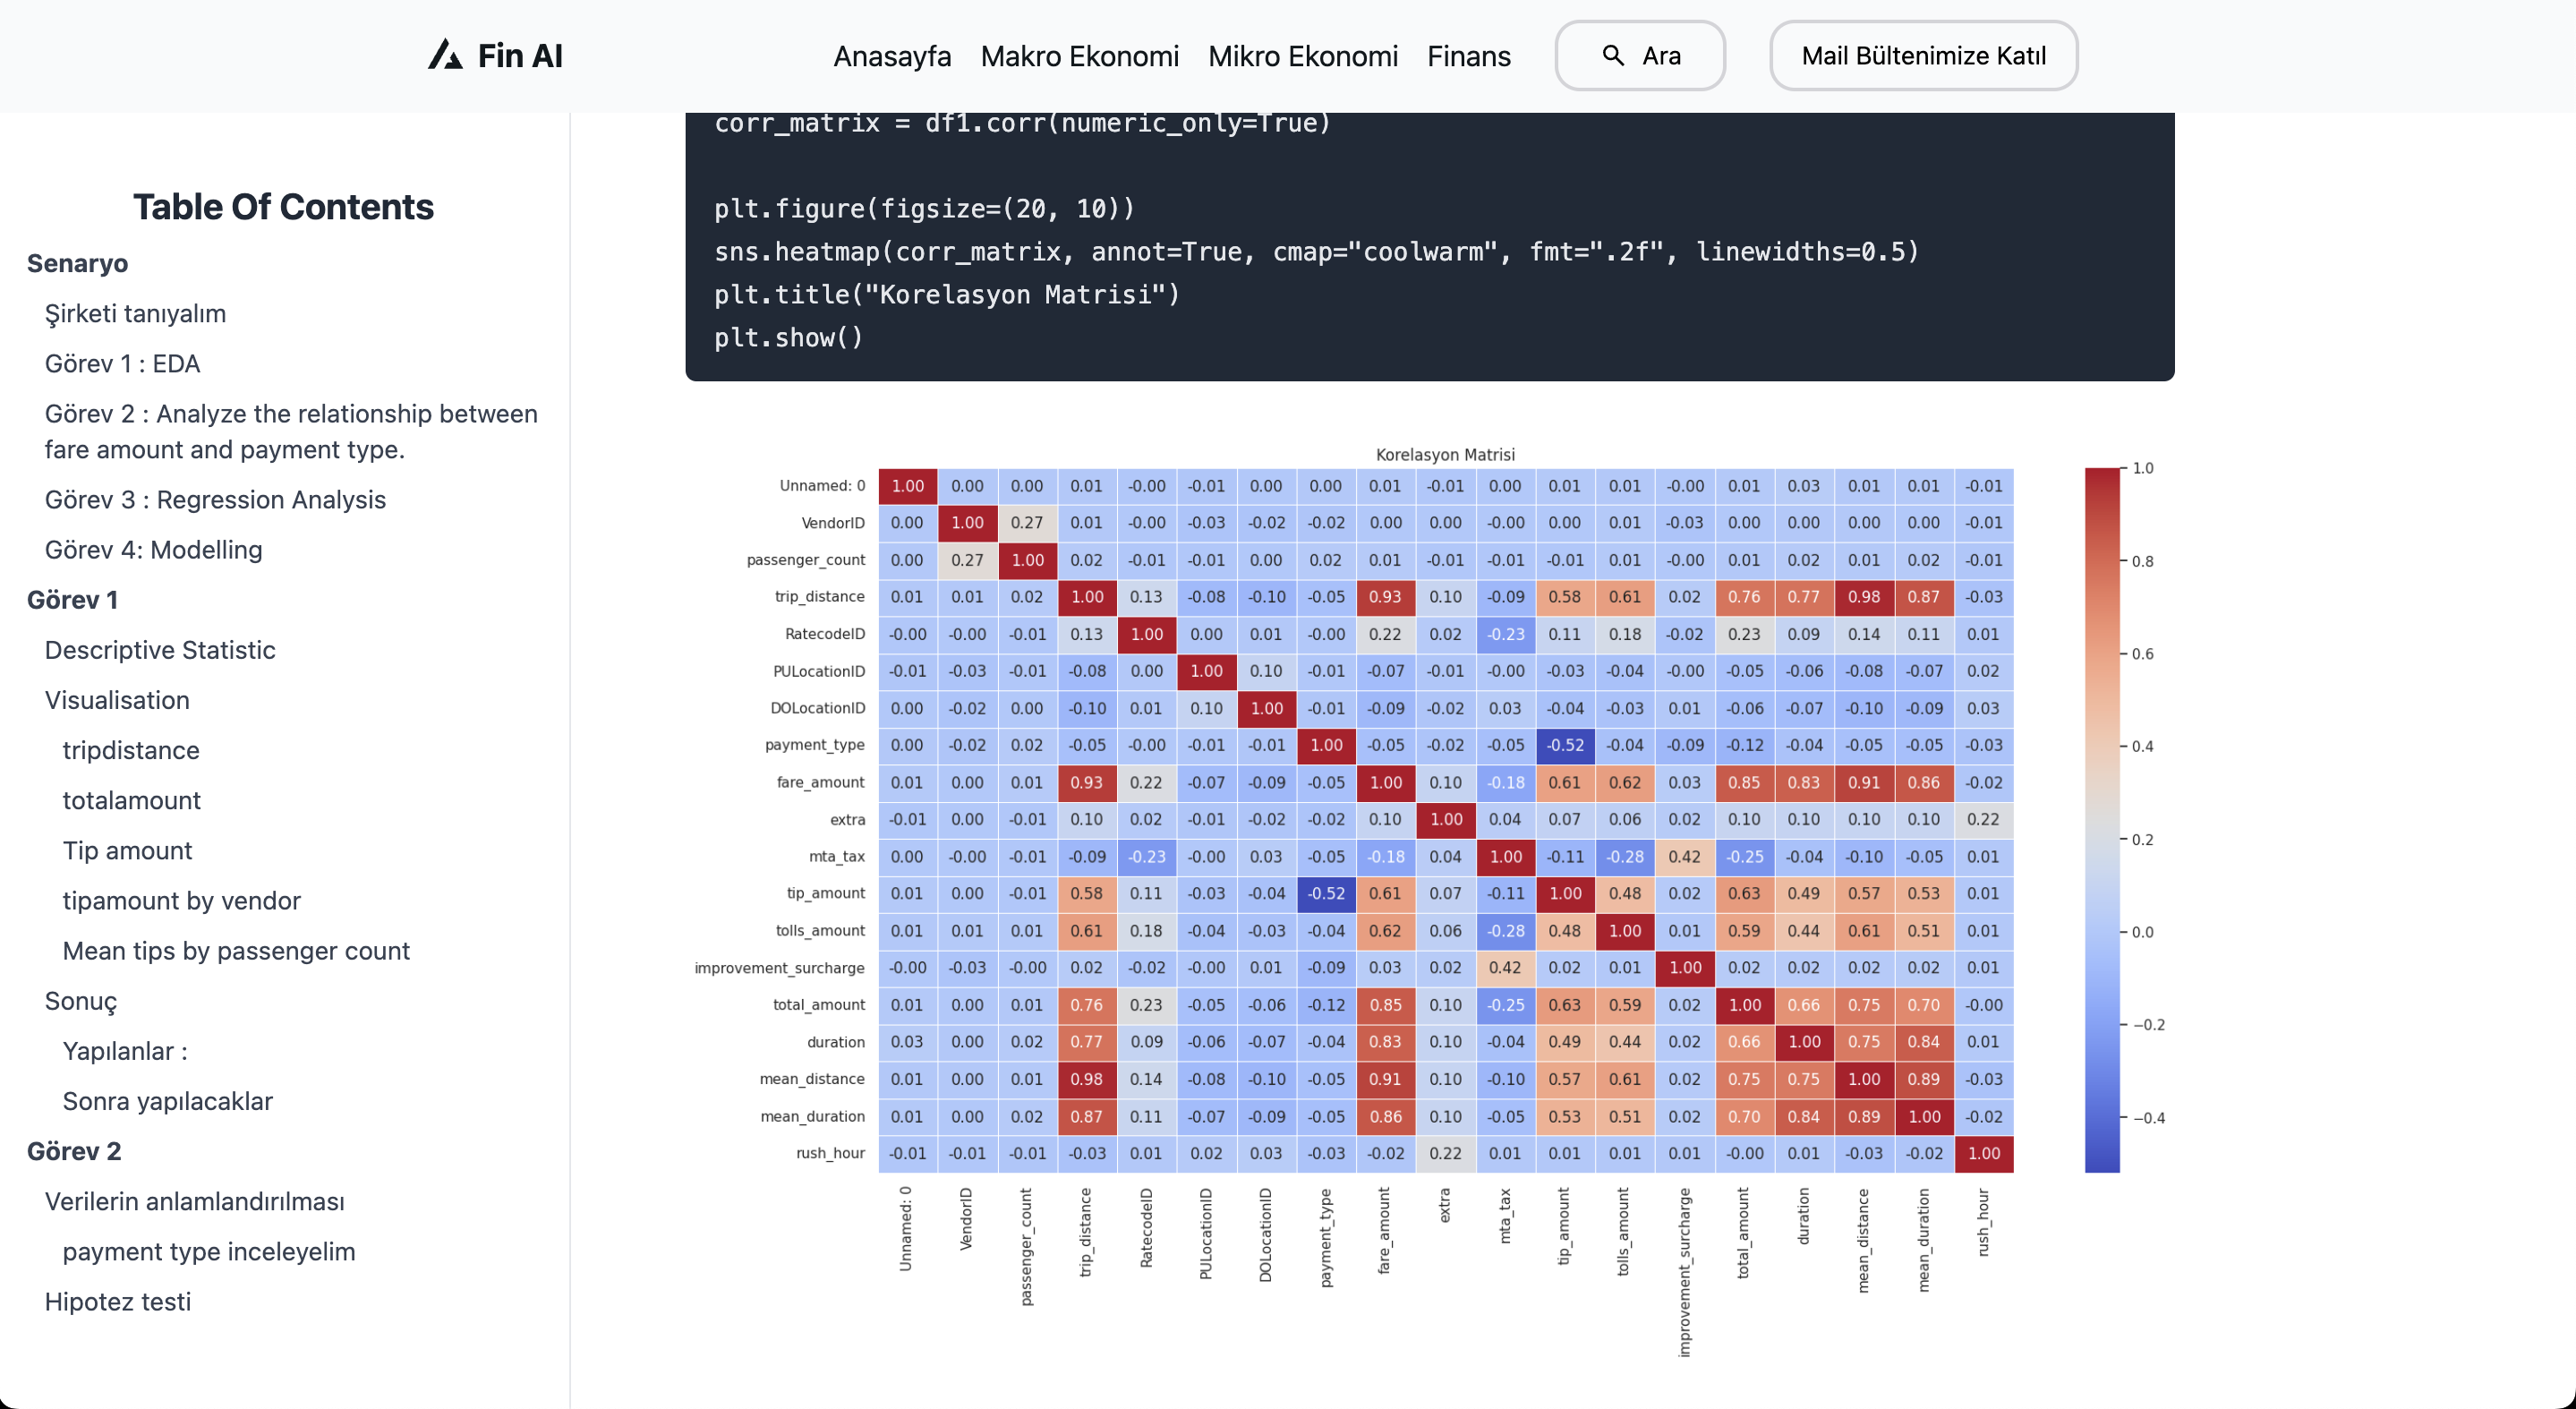 Fin AI
Anasayfa Makro Ekonomi Mikro Ekonomi Finans Ara Mail Bültenimize Katıl
Table Of Contents
Senaryo
Şirketi tanıyalım
Görev 1 : EDA
Görev 2 : Analyze the relationship between
fare amount and payment type.
Görev 3 : Regression Analysis
Görev 4: Modelling
Görev 1
Descriptive Statistic
Visualisation
tripdistance
totalamount
Tip amount
tipamount by vendor
Mean tips by passenger count
Sonuç
Yapılanlar :
Sonra yapılacaklar
Görev 2
Verilerin anlamlandırılması
payment type inceleyelim
Hipotez testi
corr_matrix = df1.corr(numeric_only=True)
plt.figure(figsize=(20, 10))
sns.heatmap(corr_matrix, annot=True, cmap="coolwarm", fmt=".2f", linewidths=0.5)
plt.title("Korelasyon Matrisi")
plt.show()
Korelasyon Matrisi
Unnamed: 0 1.00 0.00 0.00 0.01 -0.00 -0.01 0.00 0.00 0.01 -0.01 0.00 0.01 0.01 -0.00 0.01 0.03 0.01 0.01 -0.01
VendorID 0.00 1.00 0.27 0.01 -0.00 -0.03 -0.02 -0.02 0.00 0.00 -0.00 0.00 0.01 -0.03 0.00 0.00 0.00 0.00 -0.01
passenger_count 0.00 0.27 1.00 0.02 -0.01 -0.01 0.00 0.02 0.01 -0.01 -0.01 -0.01 0.01 -0.00 0.01 0.02 0.01 0.02 -0.01
trip_distance 0.01 0.01 0.02 1.00 0.13 -0.08 -0.10 -0.05 0.93 0.10 -0.09 0.58 0.61 0.02 0.76 0.77 0.98 0.87 -0.03
RatecodeID -0.00 -0.00 -0.01 0.13 1.00 0.00 0.01 -0.00 0.22 0.02 -0.23 0.11 0.18 -0.02 0.23 0.09 0.14 0.11 0.01
PULocationID -0.01 -0.03 -0.01 -0.08 0.00 1.00 0.10 -0.01 -0.07 -0.01 -0.00 -0.03 -0.04 -0.00 -0.05 -0.06 -0.08 -0.07 0.02
DOLocationID 0.00 -0.02 0.00 -0.10 0.01 0.10 1.00 -0.01 -0.09 -0.02 0.03 -0.04 -0.03 0.01 -0.06 -0.07 -0.10 -0.09 0.03
payment_type 0.00 -0.02 0.02 -0.05 -0.00 -0.01 -0.01 1.00 -0.05 -0.02 -0.05 -0.52 -0.04 -0.09 -0.12 -0.04 -0.05 -0.05 -0.03
fare_amount 0.01 0.00 0.01 0.93 0.22 -0.07 -0.09 -0.05 1.00 0.10 -0.18 0.61 0.62 0.03 0.85 0.83 0.91 0.86 -0.02
extra -0.01 0.00 -0.01 0.10 0.02 -0.01 -0.02 -0.02 0.10 1.00 0.04 0.07 0.06 0.02 0.10 0.10 0.10 0.10 0.22
mta_tax 0.00 -0.00 -0.01 -0.09 -0.23 -0.00 0.03 -0.05 -0.18 0.04 1.00 -0.11 -0.28 0.42 -0.25 -0.04 -0.10 -0.05 0.01
tip_amount 0.01 0.00 -0.01 0.58 0.11 -0.03 -0.04 -0.52 0.61 0.07 -0.11 1.00 0.48 0.02 0.63 0.49 0.57 0.53 0.01
tolls_amount 0.01 0.01 0.01 0.61 0.18 -0.04 -0.03 -0.04 0.62 0.06 -0.28 0.48 1.00 0.01 0.59 0.44 0.61 0.51 0.01
improvement_surcharge -0.00 -0.03 -0.00 0.02 -0.02 -0.00 0.01 -0.09 0.03 0.02 0.42 0.02 0.01 1.00 0.02 0.02 0.02 0.02 0.01
total_amount 0.01 0.00 0.01 0.76 0.23 -0.05 -0.06 -0.12 0.85 0.10 -0.25 0.63 0.59 0.02 1.00 0.66 0.75 0.70 -0.00
duration 0.03 0.00 0.02 0.77 0.09 -0.06 -0.07 -0.04 0.83 0.10 -0.04 0.49 0.44 0.02 0.66 1.00 0.75 0.84 0.01
mean_distance 0.01 0.00 0.01 0.98 0.14 -0.08 -0.10 -0.05 0.91 0.10 -0.10 0.57 0.61 0.02 0.75 0.75 1.00 0.89 -0.03
mean_duration 0.01 0.00 0.02 0.87 0.11 -0.07 -0.09 -0.05 0.86 0.10 -0.05 0.53 0.51 0.02 0.70 0.84 0.89 1.00 -0.02
rush_hour -0.01 -0.01 -0.01 -0.03 0.01 0.02 0.03 -0.03 -0.02 0.22 0.01 0.01 0.01 0.01 -0.00 0.01 -0.03 -0.02 1.00
Unnamed: 0 VendorID passenger_count trip_distance RatecodeID PULocationID DOLocationID payment_type fare_amount extra mta_tax tip_amount tolls_amount improvement_surcharge total_amount duration mean_distance mean_duration rush_hour
1.0
0.8
0.6
0.4
0.2
0.0
−0.2
−0.4